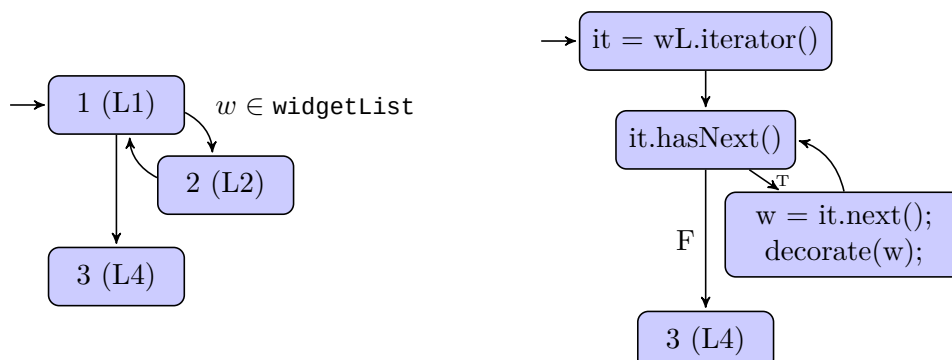 1 (L1)
w ∈ widgetList
2 (L2)
3 (L4)
it = wL.iterator()
it.hasNext()
T
w = it.next();
decorate(w);
F
3 (L4)